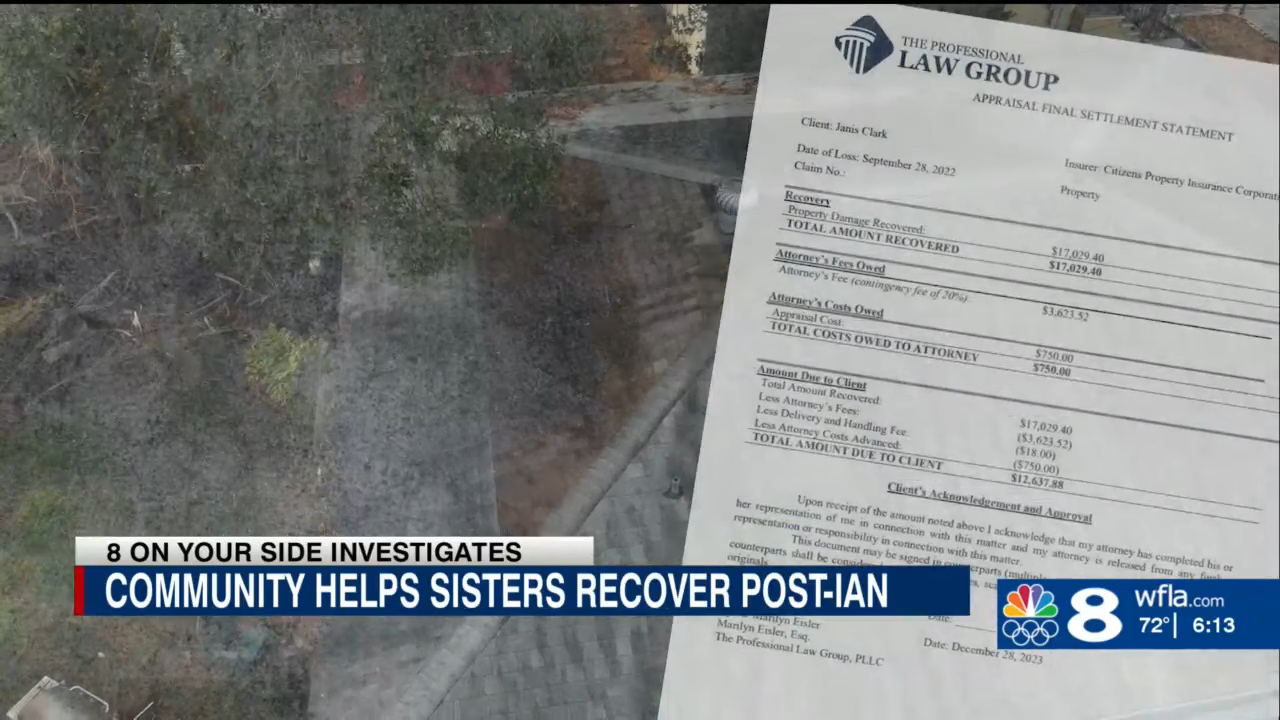 THE PROFESSIONAL
LAW GROUP
APPRAISAL FINAL SETTLEMENT STATEMENT
Client: Janis Clark
Date of Loss: September 28, 2022
Insurer: Citizens Property Insurance
Claim No.:
Property
Recovery
Property Damage Recovered: $17,029.40
TOTAL AMOUNT RECOVERED $17,029.40
Attorney's Fees Owed
Attorney's Fee (contingency fee of 20%) $3,623.52
Attorney's Costs Owed
Appraisal Cost: $750.00
TOTAL COSTS OWED TO ATTORNEY $750.00
Amount Due to Client
Total Amount Recovered: $17,029.40
Less Attorney's Fees: ($3,623.52)
Less Delivery and Handling Fee ($18.00)
Less Attorney Costs Advanced: ($750.00)
TOTAL AMOUNT DUE TO CLIENT $12,637.88
Client's Acknowledgement and Approval
Upon receipt of the amount noted above I acknowledge that my attorney has completed his or
her representation of me in connection with this matter and my attorney is released from any
representation or responsibility in connection with this matter.
This document may be signed in
counterparts shall be
originals
Date:
Marilyn Eisler
Marilyn Eisler, Esq.
The Professional Law Group, PLLC
Date: December 28, 2023
8 ON YOUR SIDE INVESTIGATES
COMMUNITY HELPS SISTERS RECOVER POST-IAN
8
wfla.com
72° 6:13